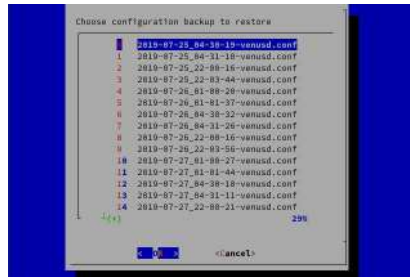 Choose configuration backup to restore
0 2019-07-25_04-30-19-venusd.conf
1 2019-07-25_04-31-10-venusd.conf
2 2019-07-25_22-00-16-venusd.conf
3 2019-07-25_22-03-44-venusd.conf
4 2019-07-26_01-00-20-venusd.conf
5 2019-07-26_01-01-37-venusd.conf
6 2019-07-26_04-30-32-venusd.conf
7 2019-07-26_04-31-26-venusd.conf
8 2019-07-26_22-00-16-venusd.conf
9 2019-07-26_22-03-56-venusd.conf
10 2019-07-27_01-00-27-venusd.conf
11 2019-07-27_01-01-44-venusd.conf
12 2019-07-27_04-30-18-venusd.conf
13 2019-07-27_04-31-11-venusd.conf
14 2019-07-27_22-00-21-venusd.conf
↓(+) 29%
< OK > <Cancel>